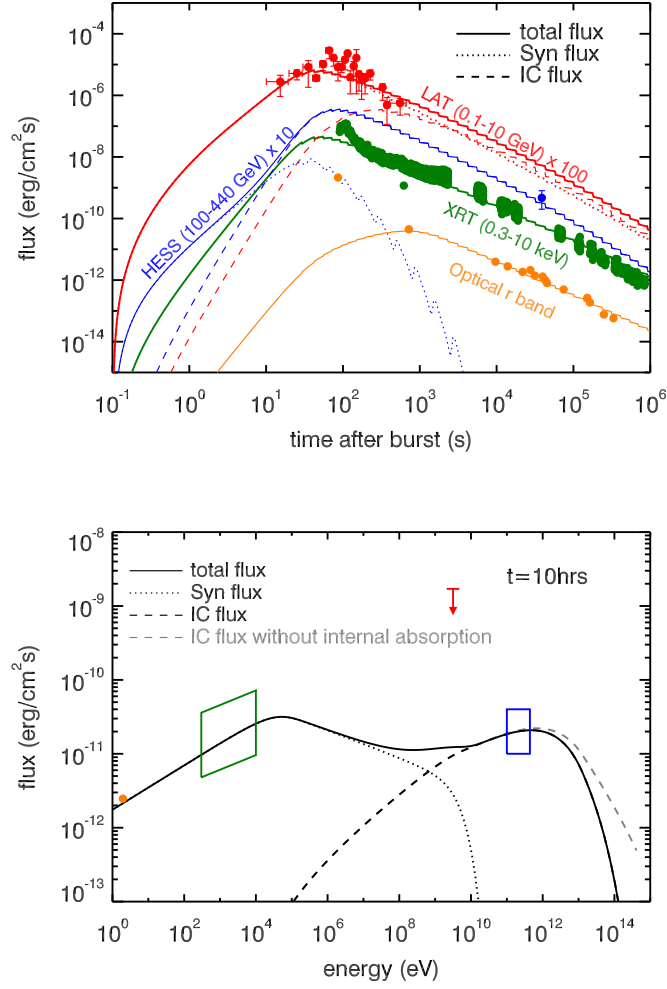 10⁻⁴
10⁻⁶
10⁻⁸
10⁻¹⁰
10⁻¹²
10⁻¹⁴
flux (erg/cm²s)
total flux
Syn flux
IC flux
LAT (0.1-10 GeV) x 100
HESS (100-440 GeV) x 10
XRT (0.3-10 keV)
Optical r band
10⁻¹ 10⁰ 10¹ 10² 10³ 10⁴ 10⁵ 10⁶
time after burst (s)
10⁻⁸
10⁻⁹
10⁻¹⁰
10⁻¹¹
10⁻¹²
10⁻¹³
flux (erg/cm²s)
total flux
Syn flux
IC flux
IC flux without internal absorption
t=10hrs
10⁰ 10² 10⁴ 10⁶ 10⁸ 10¹⁰ 10¹² 10¹⁴
energy (eV)